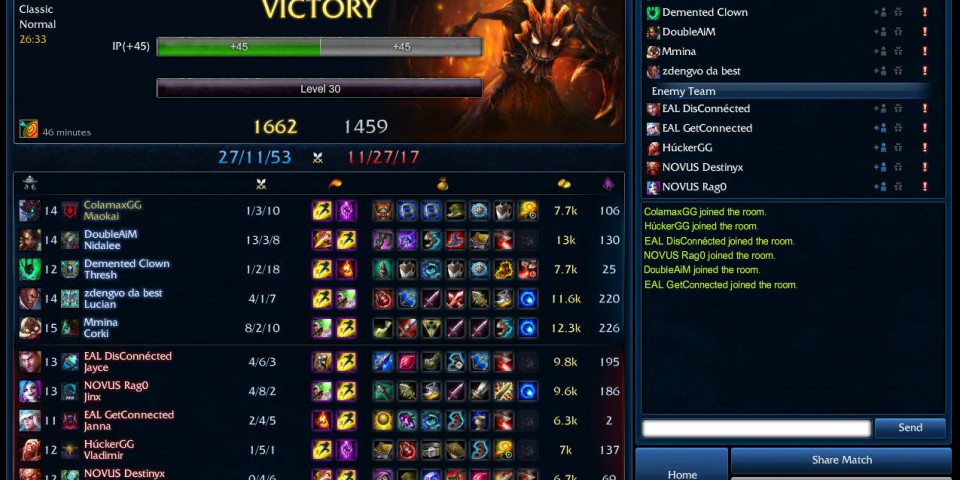 Classic
Normal
26:33
VICTORY
IP(+45)
+45
+45
Level 30
46 minutes
1662
1459
27/11/53
11/27/17
14
ColamaxGG
Maokai
1/3/10
7.7k
106
14
DoubleAiM
Nidalee
13/3/8
13k
130
12
Demented Clown
Thresh
1/2/18
7.7k
25
14
zdengvo da best
Lucian
4/1/7
11.6k
220
15
Mmina
Corki
8/2/10
12.3k
226
13
EAL DisConnécted
Jayce
4/6/3
9.8k
195
13
NOVUS Rag0
Jinx
4/8/2
9.6k
186
11
EAL GetConnected
Janna
2/4/5
6.3k
2
12
HúckerGG
Vladimir
1/5/1
7k
137
12
NOVUS Destinyx
0/4/6
6.7k
69
Demented Clown
DoubleAiM
Mmina
zdengvo da best
Enemy Team
EAL DisConnécted
EAL GetConnected
HúckerGG
NOVUS Destinyx
NOVUS Rag0
ColamaxGG joined the room.
HúckerGG joined the room.
EAL DisConnécted joined the room.
NOVUS Rag0 joined the room.
DoubleAiM joined the room.
EAL GetConnected joined the room.
Send
Home
Share Match